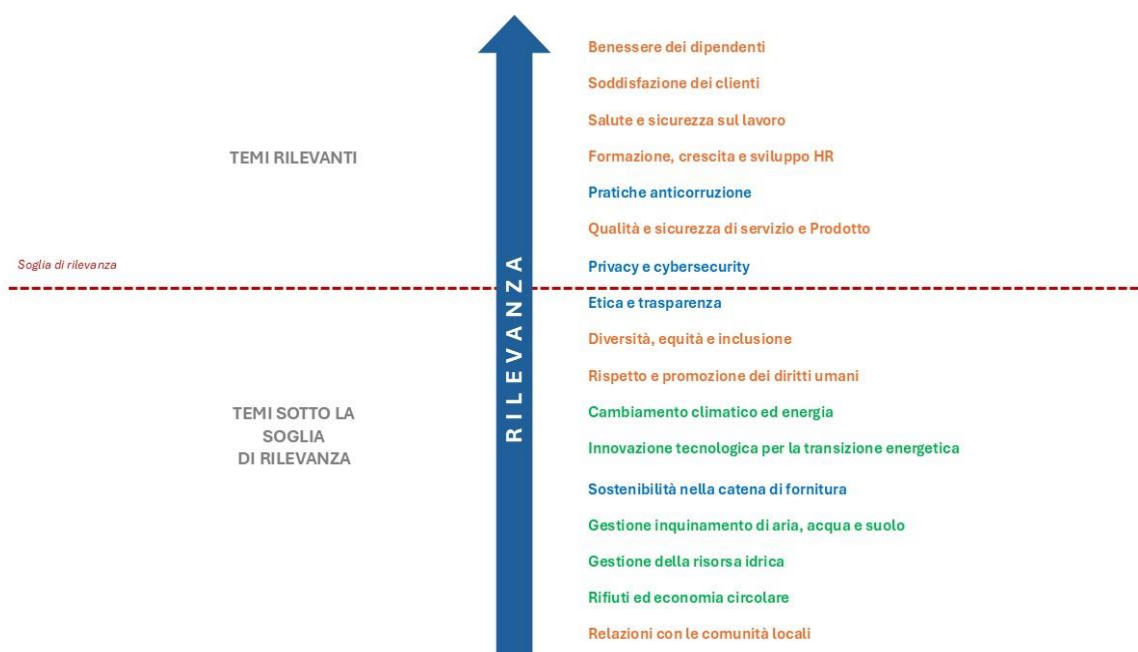 Benessere dei dipendenti
Soddisfazione dei clienti
Salute e sicurezza sul lavoro
TEMI RILEVANTI
Formazione, crescita e sviluppo HR
Pratiche anticorruzione
Qualità e sicurezza di servizio e Prodotto
Soglia di rilevanza
Privacy e cybersecurity
RILEVANZA
Etica e trasparenza
Diversità, equità e inclusione
Rispetto e promozione dei diritti umani
TEMI SOTTO LA
SOGLIA
DI RILEVANZA
Cambiamento climatico ed energia
Innovazione tecnologica per la transizione energetica
Sostenibilità nella catena di fornitura
Gestione inquinamento di aria, acqua e suolo
Gestione della risorsa idrica
Rifiuti ed economia circolare
Relazioni con le comunità locali